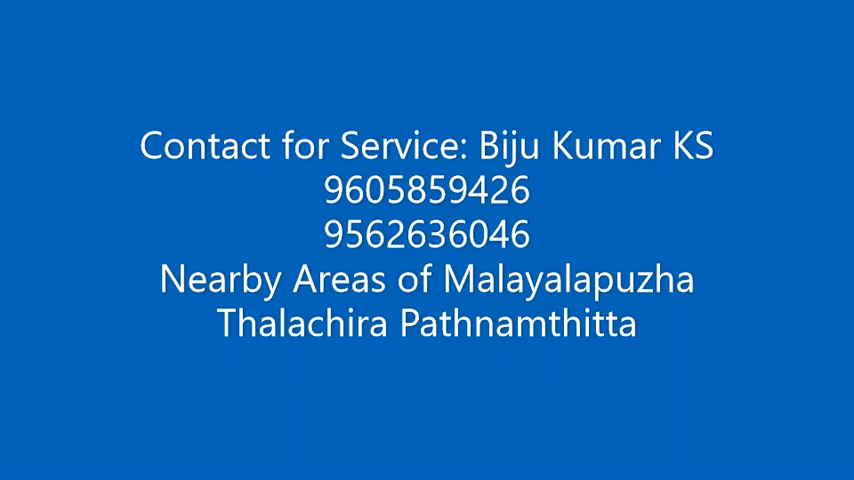 Contact for Service: Biju Kumar KS
9605859426
9562636046
Nearby Areas of Malayalapuzha
Thalachira Pathnamthitta